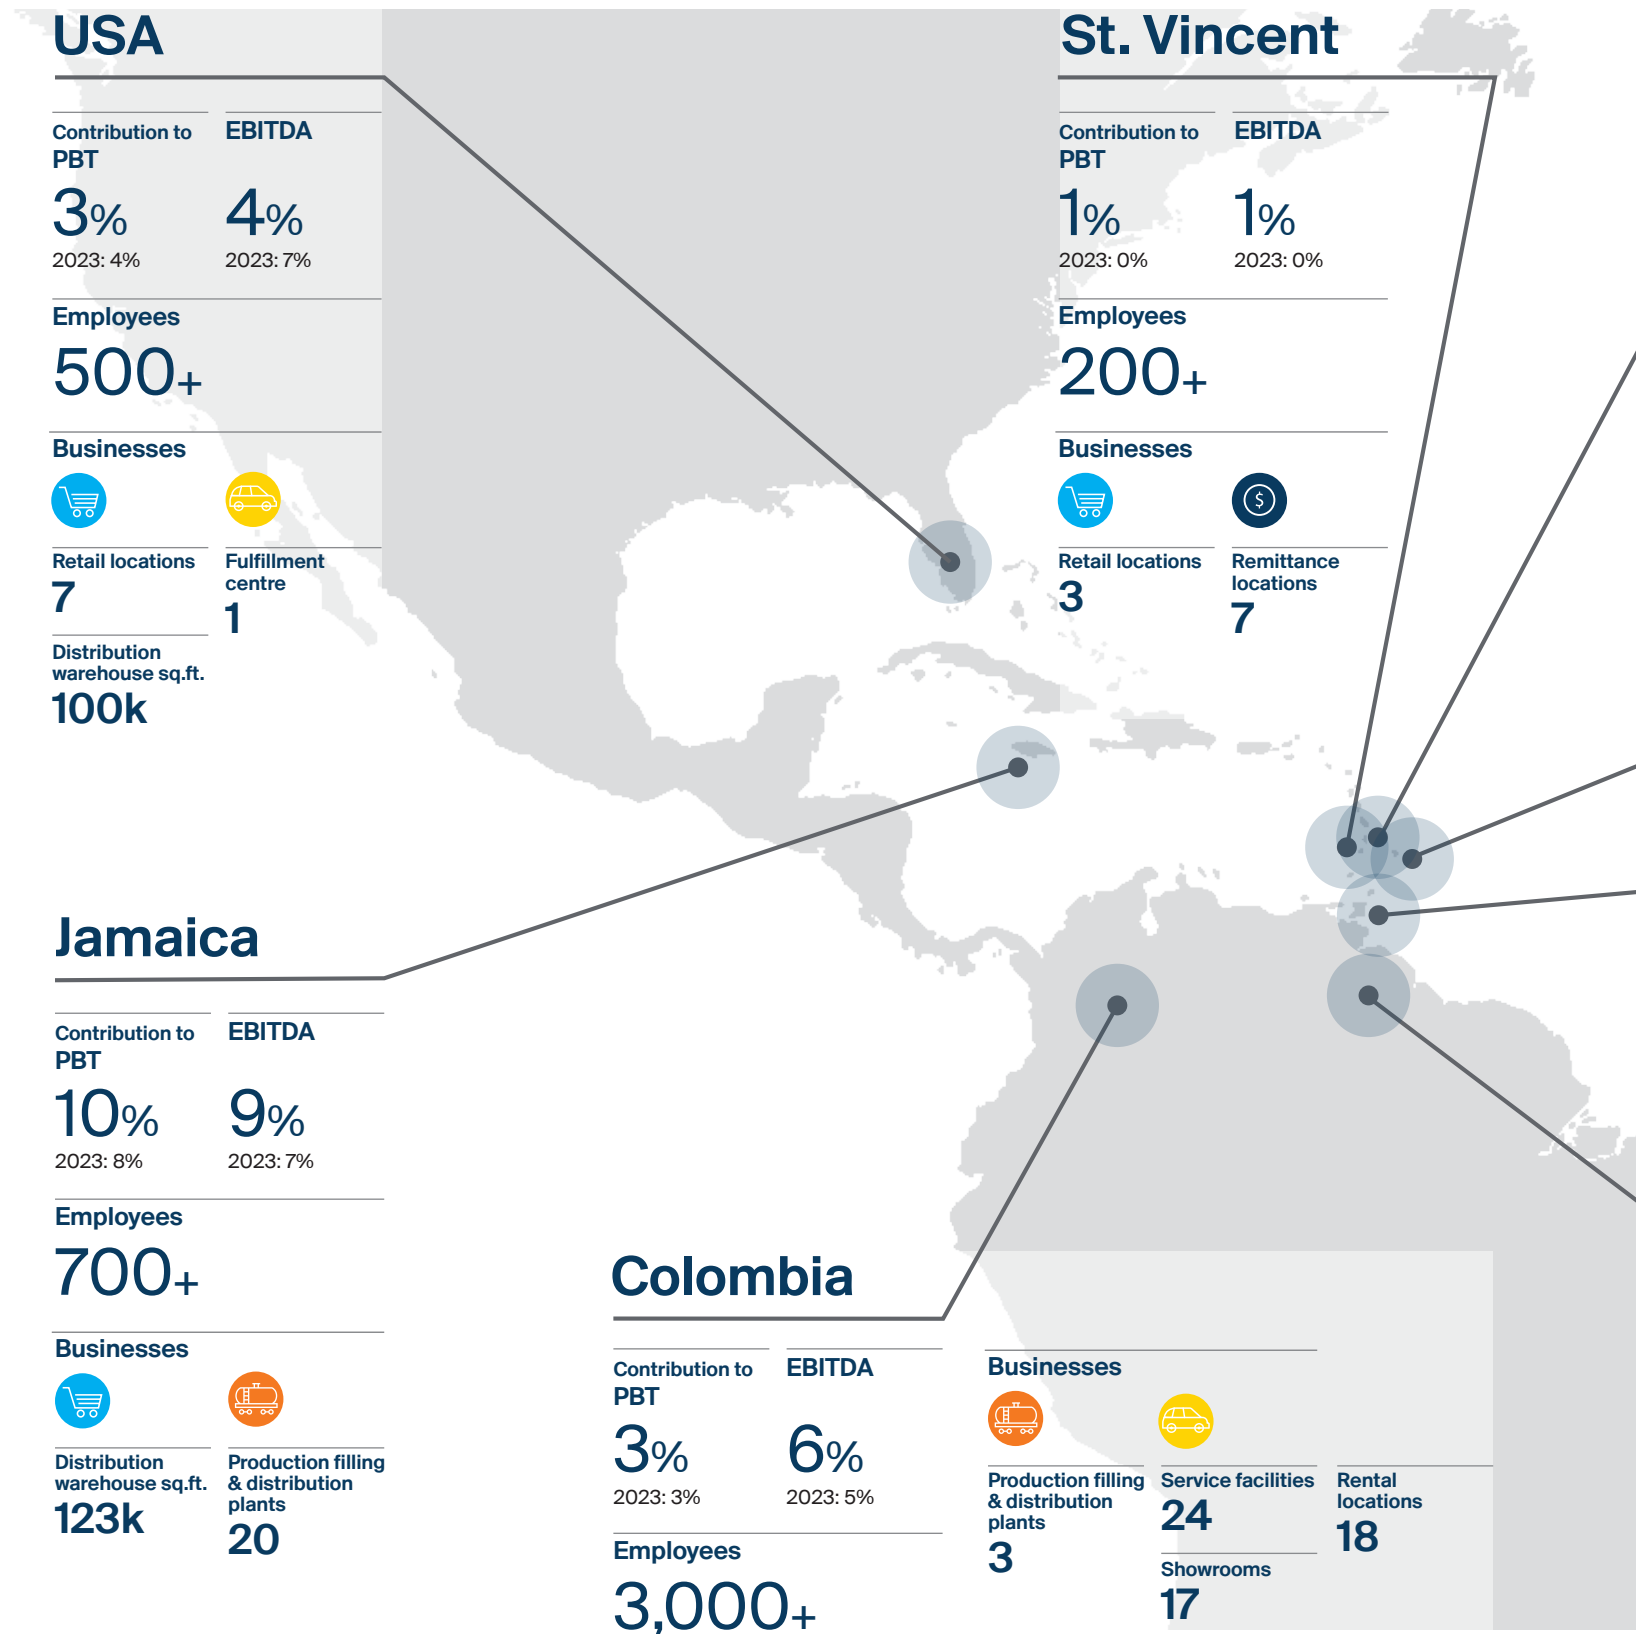 USA
Contribution to
PBT
3%
2023: 4%
EBITDA
4%
2023: 7%
Employees
500+
Businesses
Retail locations
7
Fulfillment
centre
1
Distribution
warehouse sq.ft.
100k
St. Vincent
Contribution to
PBT
1%
2023: 0%
EBITDA
1%
2023: 0%
Employees
200+
Businesses
$
Retail locations
3
Remittance
locations
7
Jamaica
Contribution to
PBT
10%
2023: 8%
EBITDA
9%
2023: 7%
Employees
700+
Businesses
Distribution
warehouse sq.ft.
123k
Production filling
& distribution
plants
20
Colombia
Contribution to
PBT
3%
2023: 3%
EBITDA
6%
2023: 5%
Employees
3,000+
Businesses
Production filling
& distribution
plants
3
Service facilities
24
Showrooms
17
Rental
locations
18